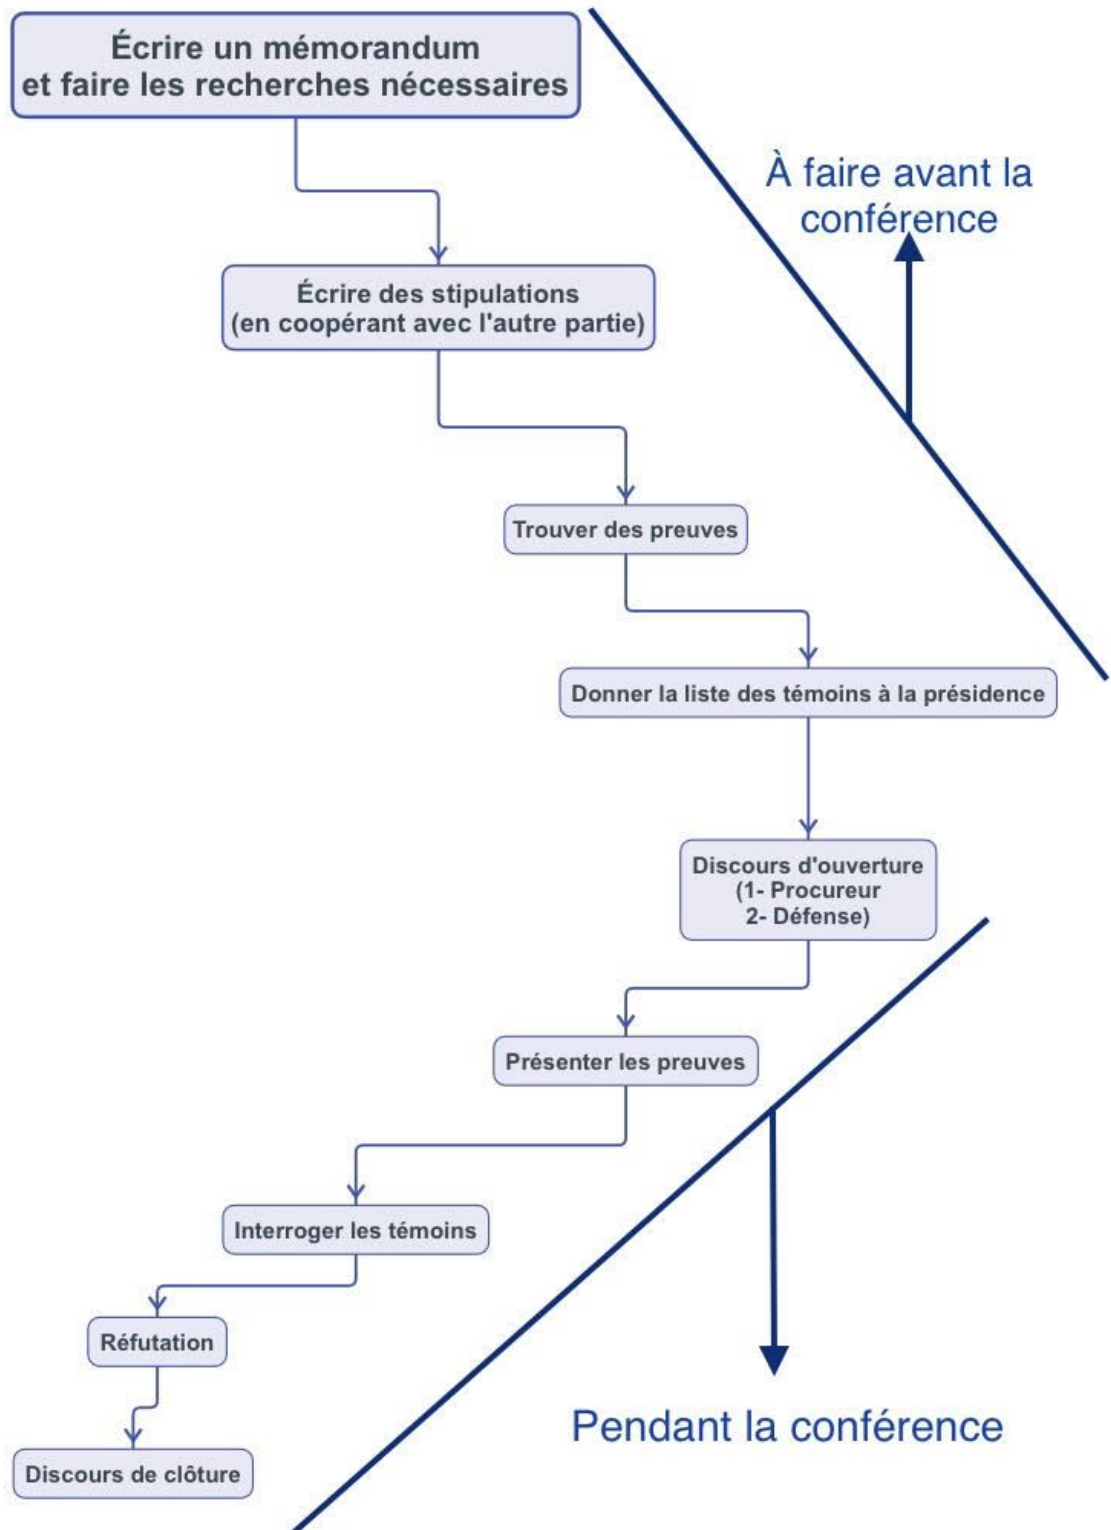 Écrire un mémorandum
et faire les recherches nécessaires
À faire avant la
conférence
Écrire des stipulations
(en coopérant avec l'autre partie)
Trouver des preuves
Donner la liste des témoins à la présidence
Discours d'ouverture
(1- Procureur
2- Défense)
Présenter les preuves
Interroger les témoins
Réfutation
Pendant la conférence
Discours de clôture